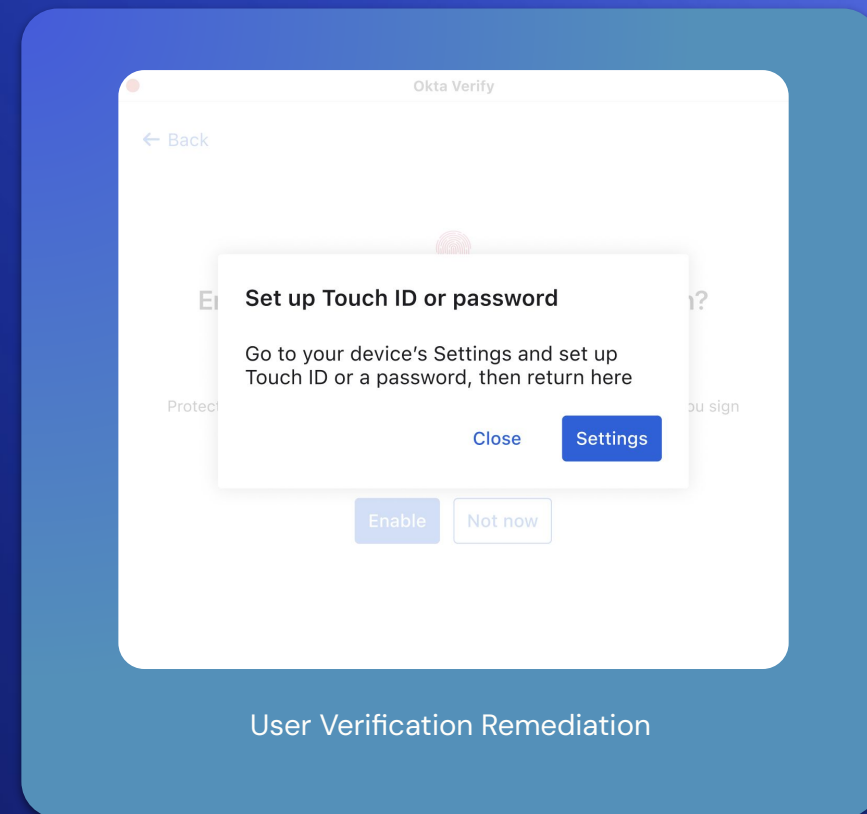 Okta Verify
← Back
Set up Touch ID or password
Go to your device’s Settings and set up
Touch ID or a password, then return here
sign
Close Settings
Enable Not now
User Verification Remediation